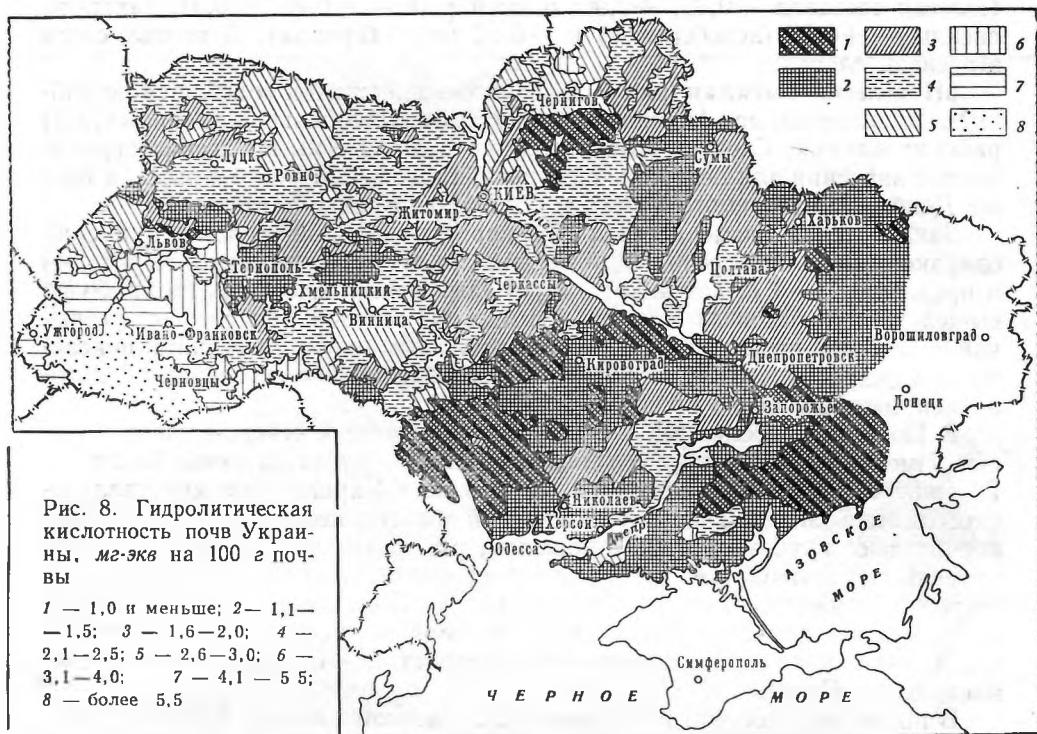 1 3 6
2 4 7
5 8
Чернигов
Сумы
Луцк
Ровно
КИЕВ
Житомир
Харьков
Львов
Тернополь
Полтава
Хмельницкий
Черкассы
Винница
Ужгород
Ивано-Франковск
Ворошиловград
Кировоград
Днепропетровск
Черновцы
Донецк
Запорожье
Николаев
Херсон
Днепр
Одесса
АЗОВСКОЕ
МОРЕ
Симферополь
ЧЕРНОЕ МОРЕ
Рис. 8. Гидролитическая
кислотность почв Украи-
ны, мг-экв на 100 г поч-
вы
1 — 1,0 и меньше; 2— 1,1—
—1,5; 3 — 1,6—2,0; 4 —
2,1—2,5; 5 — 2,6—3,0; 6 —
3,1—4,0; 7 — 4,1 — 5 5;
8 — более 5,5